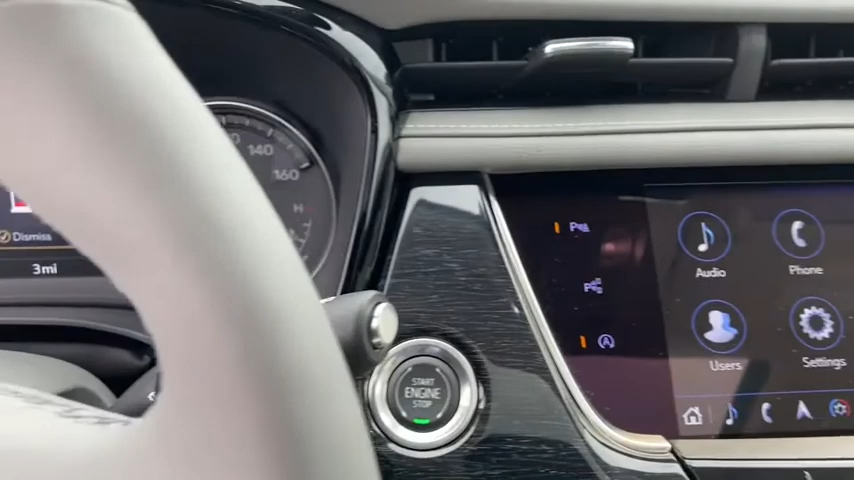 140
160
H
Dismiss
3mi
START
ENGINE
STOP
AUDIO
PHONE
Users
Settings
A